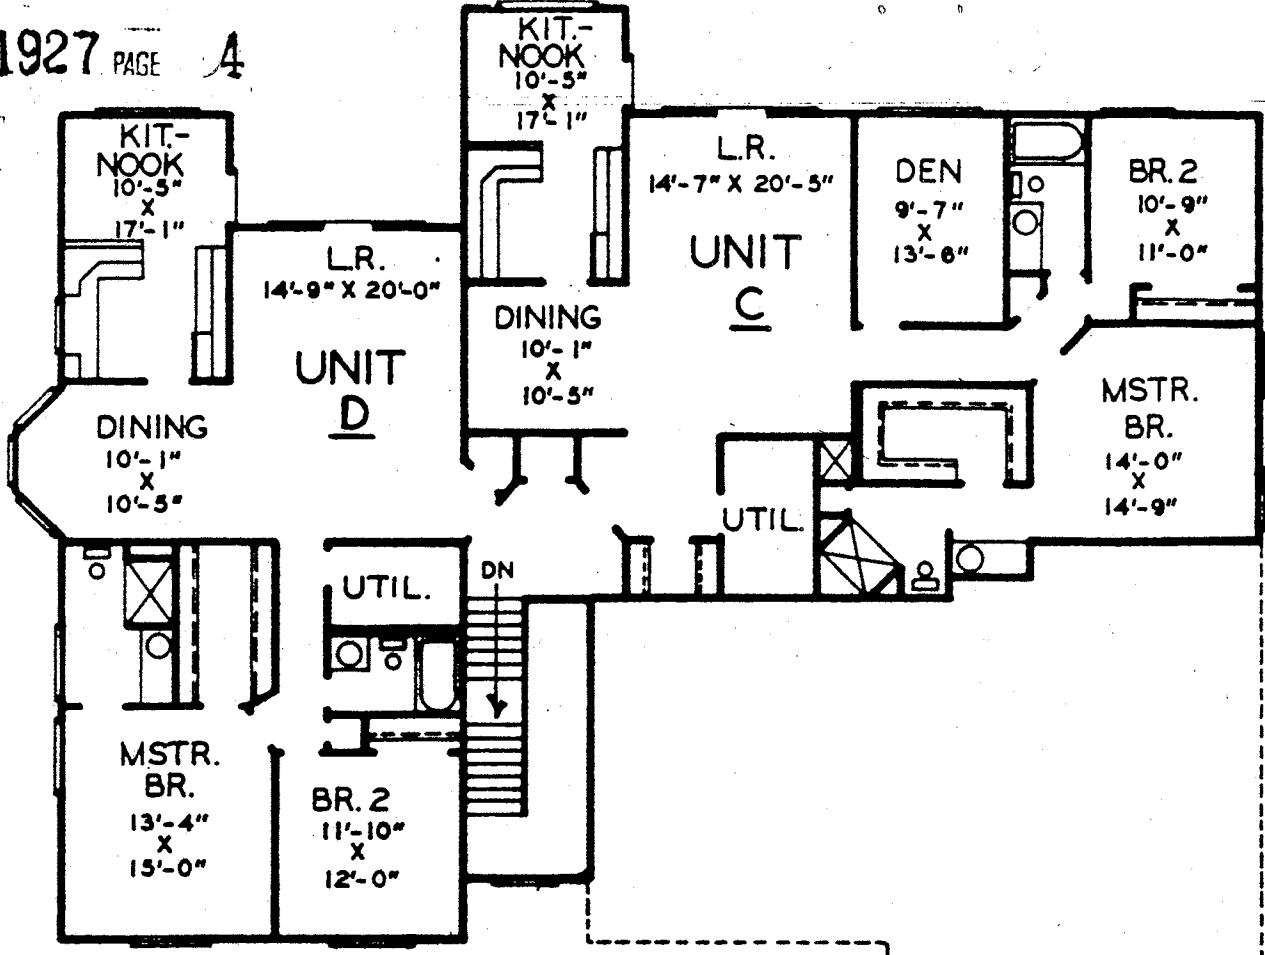 1927 PAGE 4
KIT.-
NOOK
10'-5"
X
17'-1"
KIT.-
NOOK
10'-5"
X
17'-1"
L.R.
14'-9" X 20'-0"
UNIT
D
DINING
10'-1"
X
10'-5"
L.R.
14'-7" X 20'-5"
UNIT
C
DINING
10'-1"
X
10'-5"
DEN
9'-7"
X
13'-6"
BR. 2
10'-9"
X
11'-0"
MSTR.
BR.
14'-0"
X
14'-9"
UTIL.
DN
UTIL.
MSTR.
BR.
13'-4"
X
15'-0"
BR. 2
11'-10"
X
12'-0"